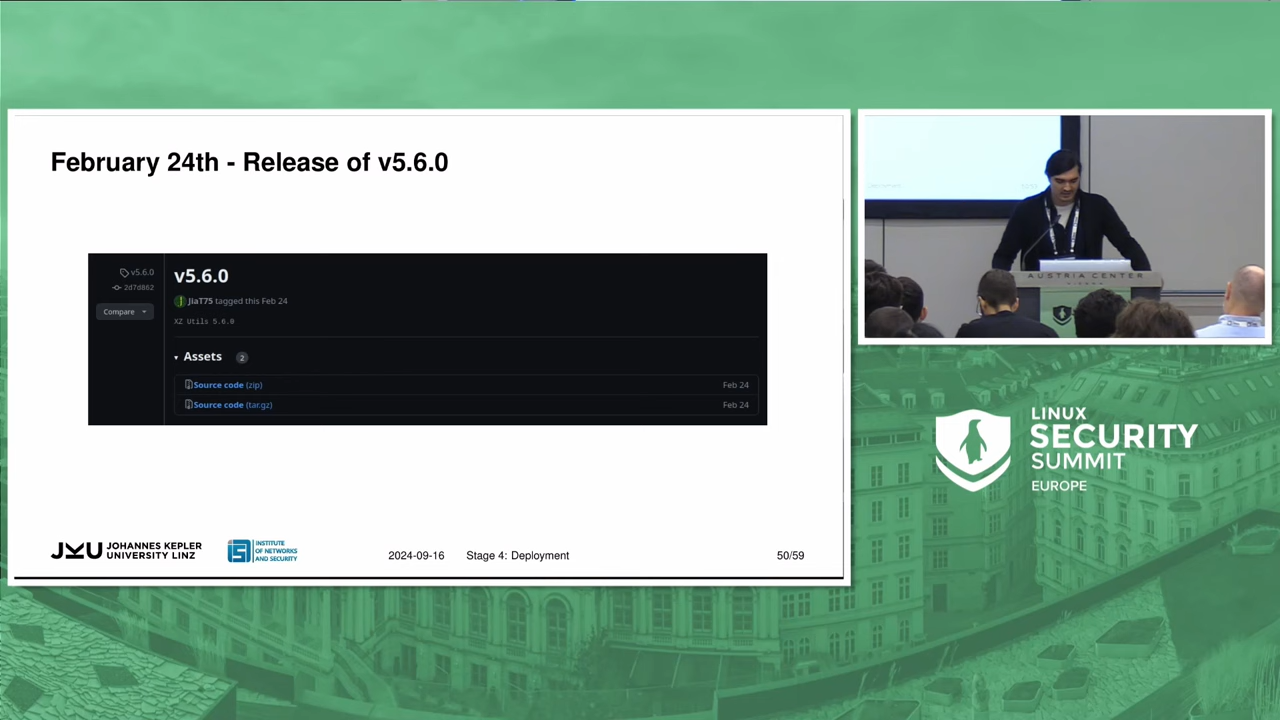 February 24th - Release of v5.6.0
v5.6.0
2d7d862
Compare
v5.6.0
JiaT75 tagged this Feb 24
XZ Utils 5.6.0
Assets 2
Source code (zip) Feb 24
Source code (tar.gz) Feb 24
JKU JOHANNES KEPLER
UNIVERSITY LINZ
INSTITUTE
OF NETWORKS
AND SECURITY
2024-09-16 Stage 4: Deployment 50/59
AUSTRIA CENTER
LINUX
SECURITY
SUMMIT
EUROPE